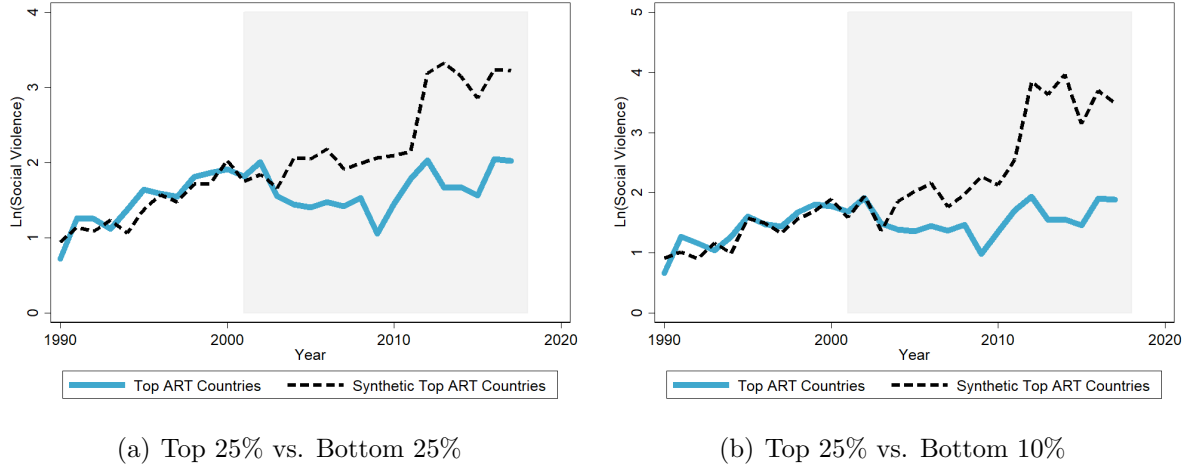 4
3
2
1
0
Ln(Social Violence)
1990 2000 2010 2020
Year
Top ART Countries Synthetic Top ART Countries
(a) Top 25% vs. Bottom 25%
5
4
3
2
1
0
Ln(Social Violence)
1990 2000 2010 2020
Year
Top ART Countries Synthetic Top ART Countries
(b) Top 25% vs. Bottom 10%